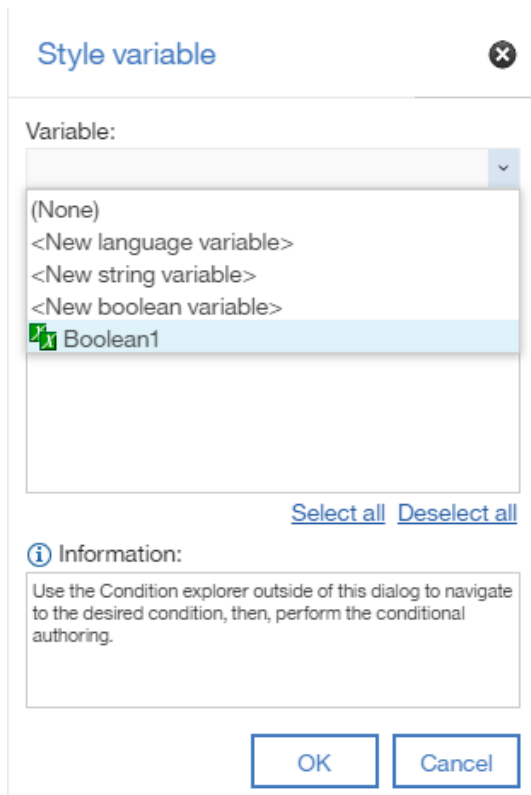 Style variable
Variable:
(None)
<New language variable>
<New string variable>
<New boolean variable>
Boolean1
Select all Deselect all
Information:
Use the Condition explorer outside of this dialog to navigate
to the desired condition, then, perform the conditional
authoring.
OK Cancel